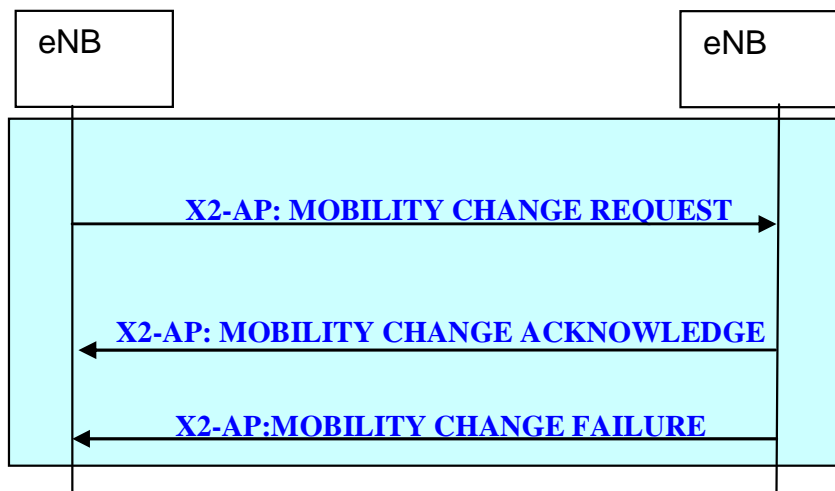 eNB
eNB
X2-AP: MOBILITY CHANGE REQUEST
X2-AP: MOBILITY CHANGE ACKNOWLEDGE
X2-AP:MOBILITY CHANGE FAILURE